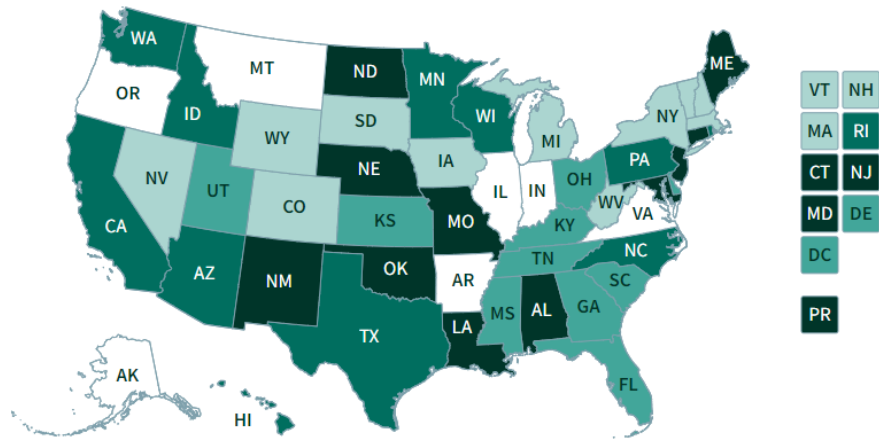 WA
MT
ND
MN
ME
OR
ID
WI
SD
NY
WY
MI
VT NH
IA
PA
MA RI
NE
NV
UT
OH
IL IN
CO
WV
CT NJ
KS
MO
KY
VA
CA
MD DE
NC
TN
OK
AZ
NM
AR
SC
DC
MS
AL
GA
LA
PR
TX
AK
FL
HI